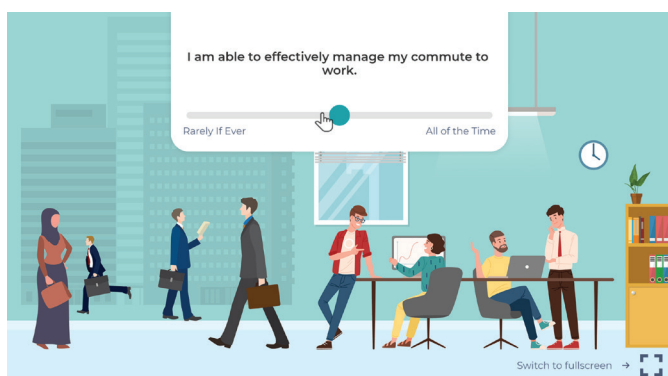 I am able to effectively manage my commute to
work.
Rarely If Ever
All of the Time
Switch to fullscreen →